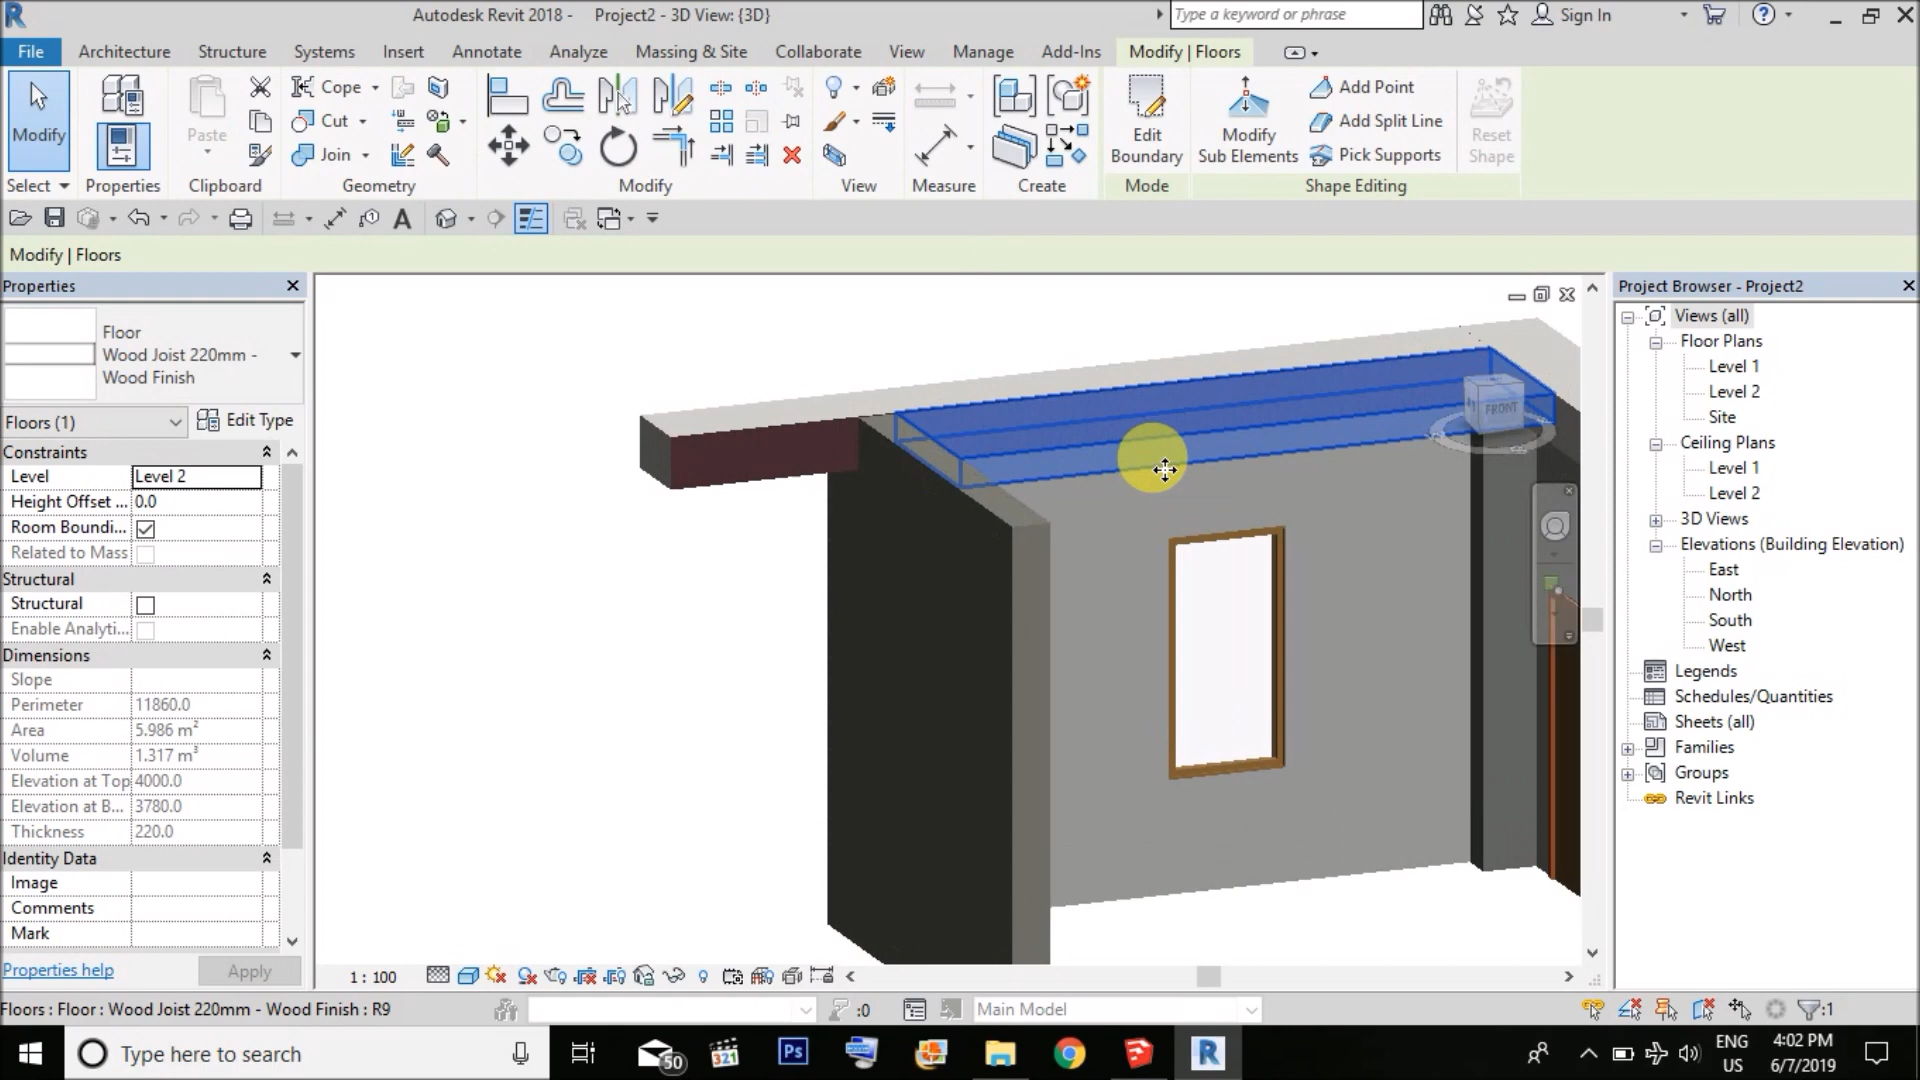 Autodesk Revit 2018 -     Project2 - 3D View: {3D}
Type a keyword or phrase
Sign In
File Architecture Structure Systems Insert Annotate Analyze Massing & Site Collaborate View Manage Add-Ins Modify | Floors
Modify
Paste
Cope
Cut
Join
Edit
Boundary
Modify
Sub Elements
Add Point
Add Split Line
Pick Supports
Reset
Shape
Select Properties Clipboard Geometry Modify View Measure Create Mode Shape Editing
Modify | Floors
Properties
Floor
Wood Joist 220mm -
Wood Finish
Floors (1) Edit Type
Constraints
Level Level 2
Height Offset ... 0.0
Room Boundi...
Related to Mass
Structural
Structural
Enable Analyti...
Dimensions
Slope
Perimeter 11860.0
Area 5.986 m²
Volume 1.317 m³
Elevation at Top 4000.0
Elevation at B... 3780.0
Thickness 220.0
Identity Data
Image
Comments
Mark
Properties help Apply
FRONT
1 : 100
Project Browser - Project2
Views (all)
Floor Plans
Level 1
Level 2
Site
Ceiling Plans
Level 1
Level 2
3D Views
Elevations (Building Elevation)
East
North
South
West
Legends
Schedules/Quantities
Sheets (all)
Families
Groups
Revit Links
Floors : Floor : Wood Joist 220mm - Wood Finish : R9
:0
Main Model
:1
Type here to search
50
321
Ps
R
ENG
US
4:02 PM
6/7/2019